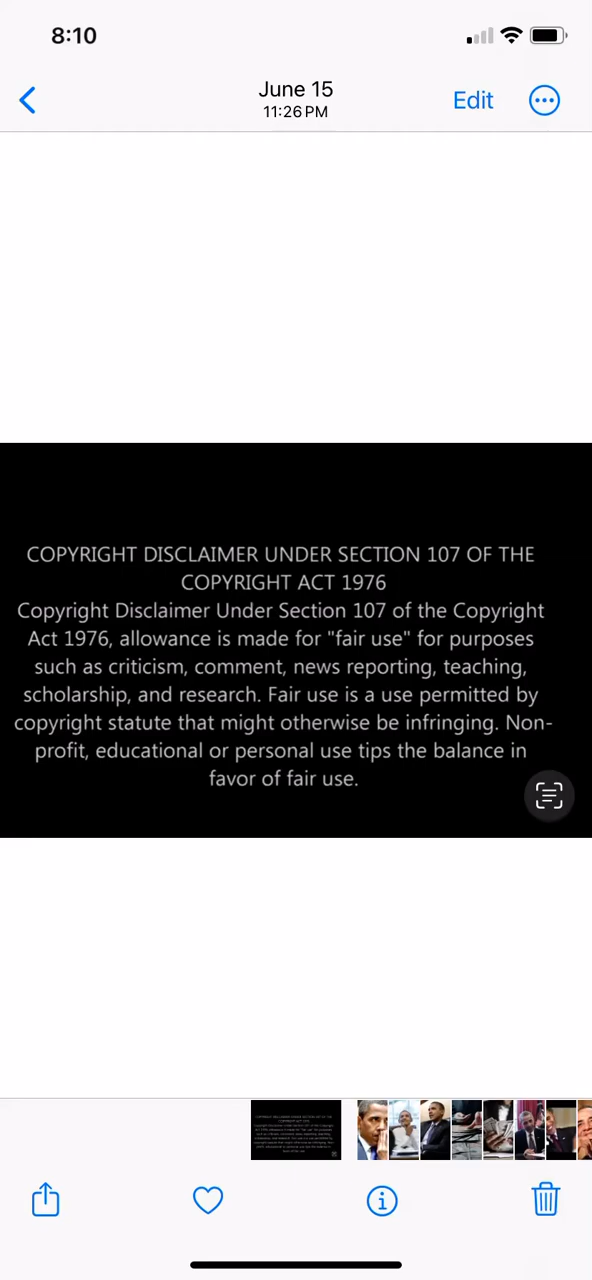 8:10
June 15
11:26 PM
Edit
COPYRIGHT DISCLAIMER UNDER SECTION 107 OF THE
COPYRIGHT ACT 1976
Copyright Disclaimer Under Section 107 of the Copyright
Act 1976, allowance is made for "fair use" for purposes
such as criticism, comment, news reporting, teaching,
scholarship, and research. Fair use is a use permitted by
copyright statute that might otherwise be infringing. Non-
profit, educational or personal use tips the balance in
favor of fair use.